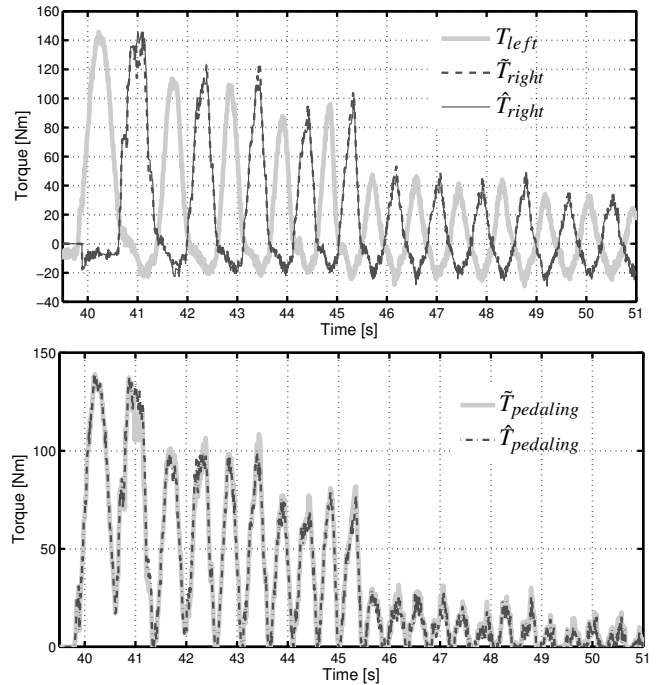 160
140
120
100
80
60
40
20
0
−20
−40
Torque [Nm]
T_left
T̃_right
T̂_right
40 41 42 43 44 45 46 47 48 49 50 51
Time [s]
150
100
50
0
Torque [Nm]
T̃_pedaling
T̂_pedaling
40 41 42 43 44 45 46 47 48 49 50 51
Time [s]